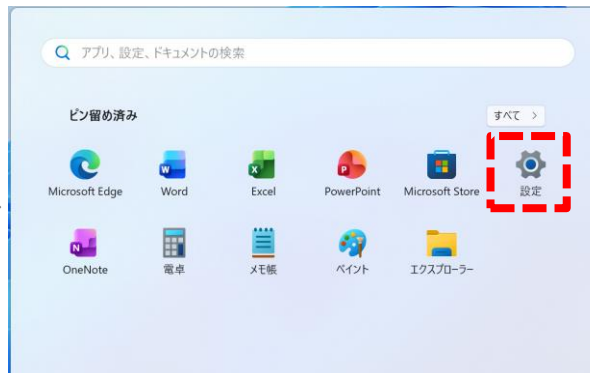 アプリ、設定、ドキュメントの検索
ピン留め済み
すべて >
Microsoft Edge
Word
Excel
PowerPoint
Microsoft Store
設定
OneNote
電卓
メモ帳
ペイント
エクスプローラー